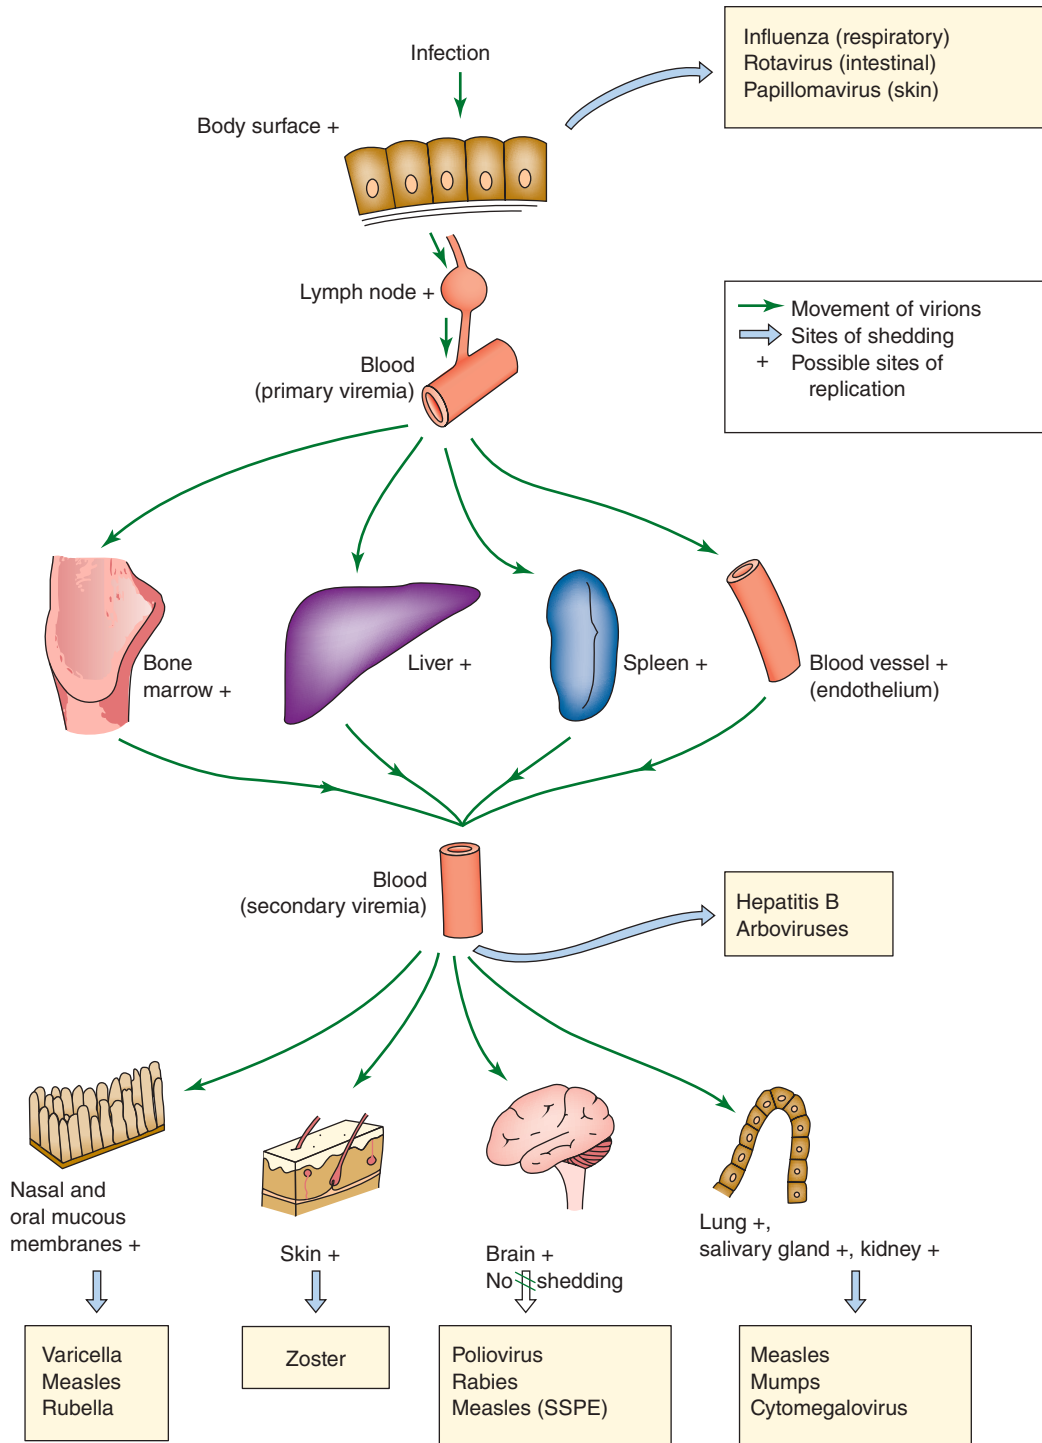 Infection
Influenza (respiratory)
Rotavirus (intestinal)
Papillomavirus (skin)
Body surface +
Lymph node +
Movement of virions
Sites of shedding
+ Possible sites of
replication
Blood
(primary viremia)
Bone
marrow +
Liver +
Spleen +
Blood vessel +
(endothelium)
Blood
(secondary viremia)
Hepatitis B
Arboviruses
Nasal and
oral mucous
membranes +
Skin +
Brain +
No shedding
Lung +,
salivary gland +, kidney +
Varicella
Measles
Rubella
Zoster
Poliovirus
Rabies
Measles (SSPE)
Measles
Mumps
Cytomegalovirus